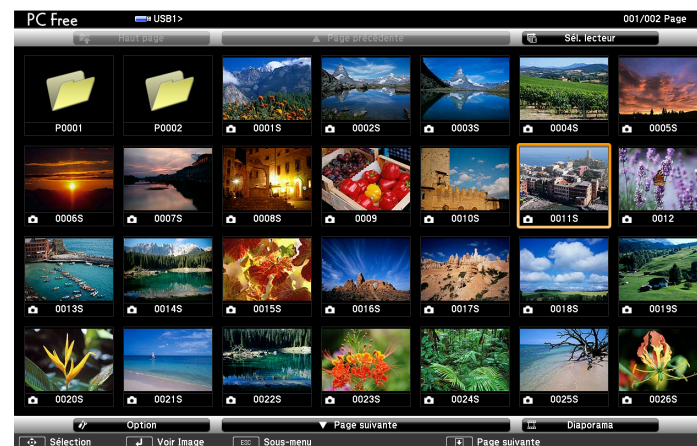 PC Free USB1> 001/002 Page
Haut page ▲ Page précédente Sél. lecteur
P0001 P0002 0001S 0002S 0003S 0004S 0005S
0006S 0007S 0008S 0009 0010S 0011S 0012
0013S 0014S 0015S 0016S 0017S 0018S 0019S
0020S 0021S 0022S 0023S 0024S 0025S 0026S
Option ▼ Page suivante Diaporama
Sélection Voir Image ESC Sous-menu Page suivante